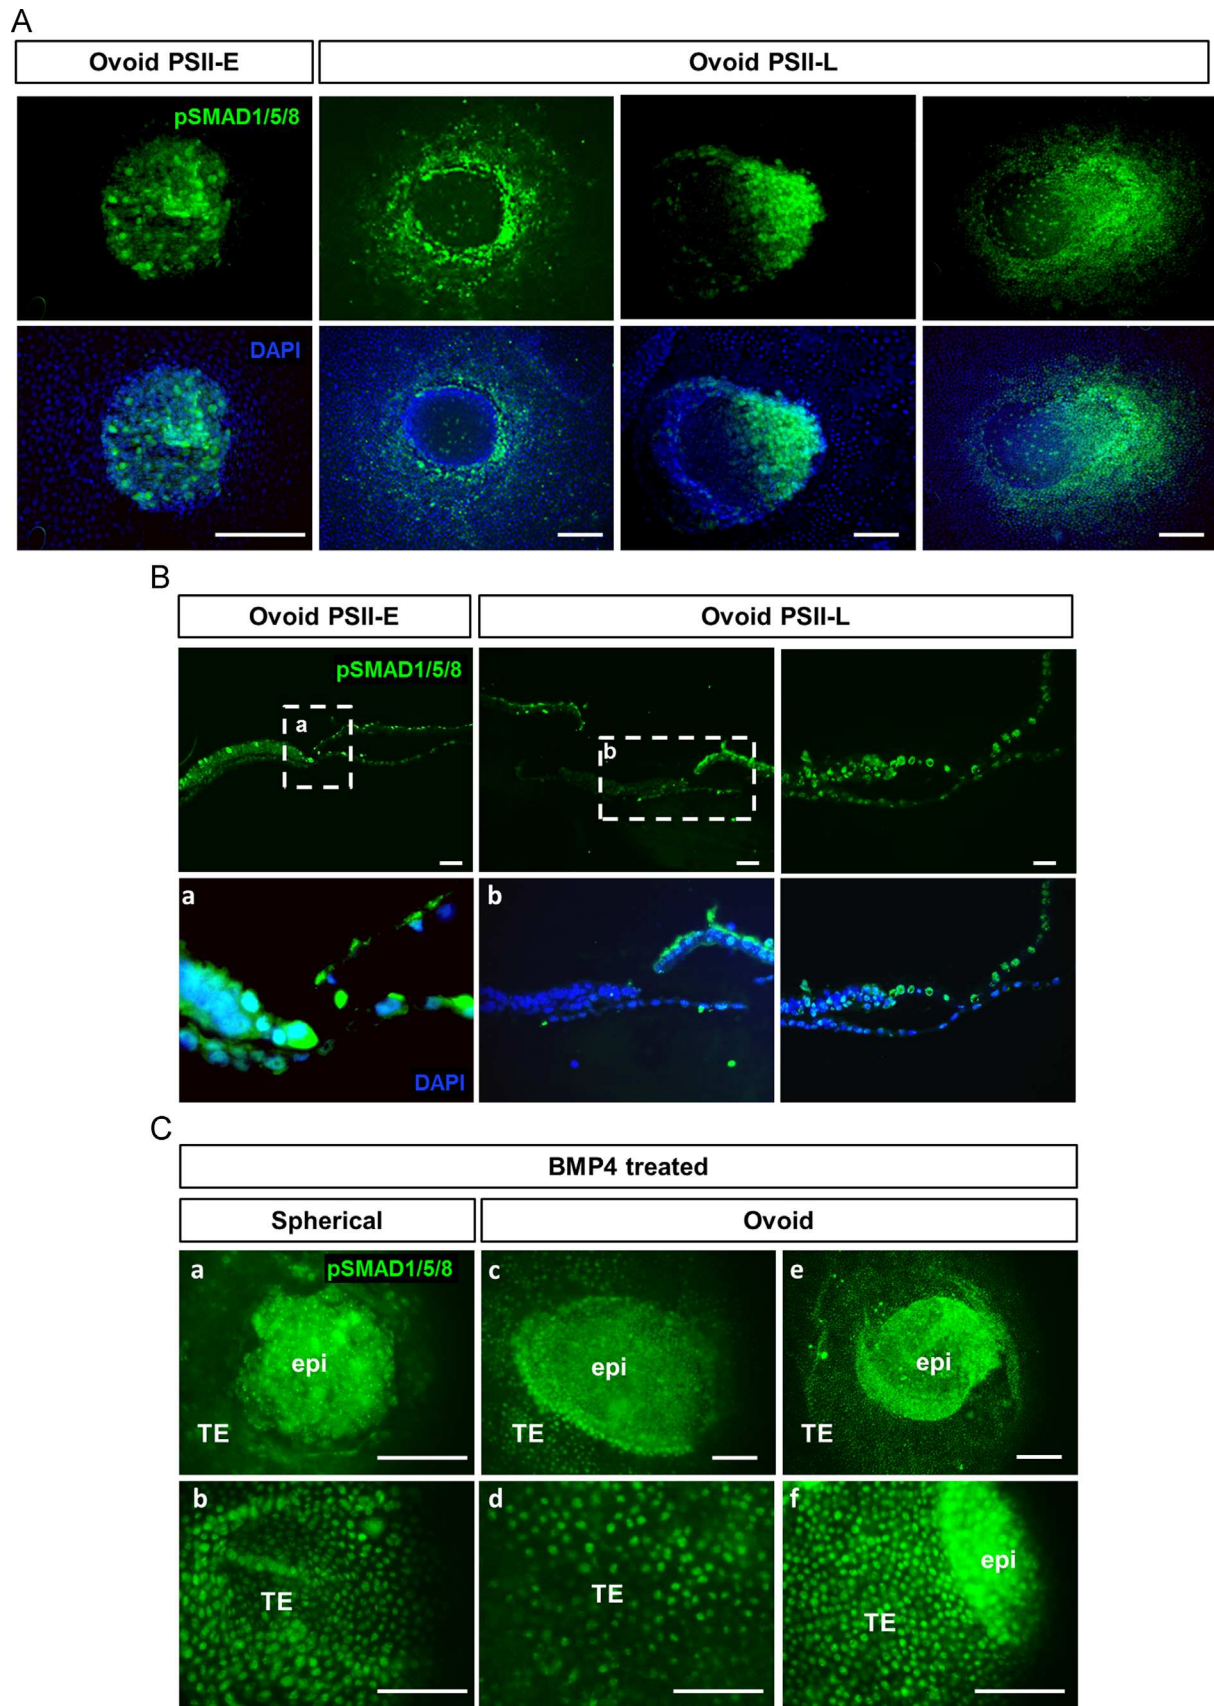 A
Ovoid PSII-E
Ovoid PSII-L
pSMAD1/5/8
DAPI
B
Ovoid PSII-E
Ovoid PSII-L
pSMAD1/5/8
a
b
a
b
DAPI
C
BMP4 treated
Spherical
Ovoid
a
pSMAD1/5/8
c
e
epi
epi
epi
TE
TE
TE
b
d
f
epi
TE
TE
TE